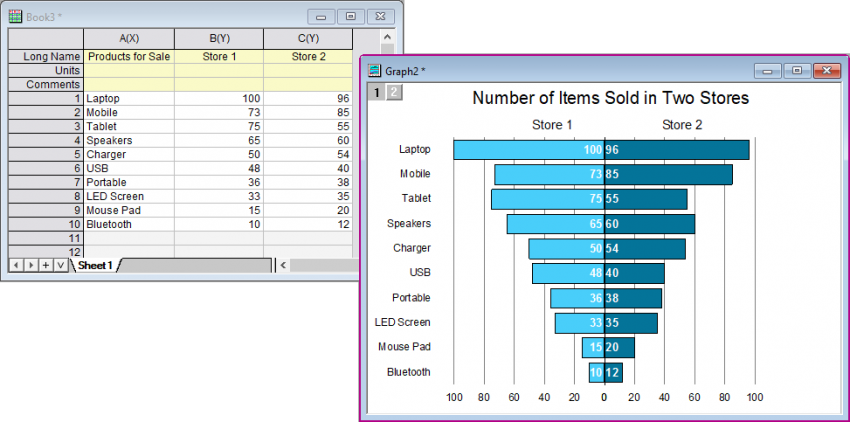 Book3 *
A(X) B(Y) C(Y)
Long Name Products for Sale Store 1 Store 2
Units
Comments
1 Laptop 100 96
2 Mobile 73 85
3 Tablet 75 55
4 Speakers 65 60
5 Charger 50 54
6 USB 48 40
7 Portable 36 38
8 LED Screen 33 35
9 Mouse Pad 15 20
10 Bluetooth 10 12
11
12
Sheet1
Graph2 *
1 2
Number of Items Sold in Two Stores
Store 1 Store 2
Laptop 100 96
Mobile 73 85
Tablet 75 55
Speakers 65 60
Charger 50 54
USB 48 40
Portable 36 38
LED Screen 33 35
Mouse Pad 15 20
Bluetooth 10 12
100 80 60 40 20 0 20 40 60 80 100